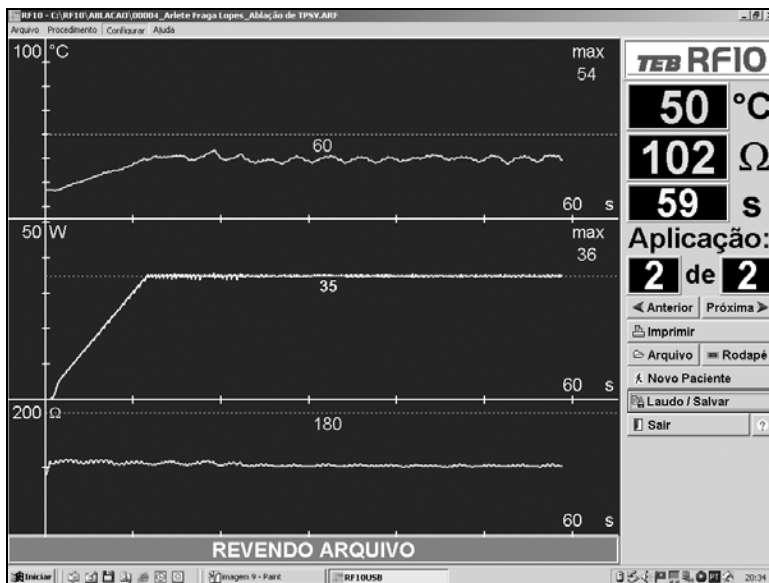 RF10 - C:\RF10\ABLACAO\00004_Arlete Fraga Lopes_Ablação de TPSY.ARF
Arquivo Procedimento Configurar Ajuda
100 °C
max
54
60
60 s
50 W
max
36
35
60 s
200 Ω
180
60 s
REVENDO ARQUIVO
TEB RF10
50 °C
102 Ω
59 s
Aplicação:
2 de 2
Anterior Próxima
Imprimir
Arquivo Rodapé
Novo Paciente
Laudo / Salvar
Sair ?
Iniciar imagem 9 - Paint RF10USB 20:34